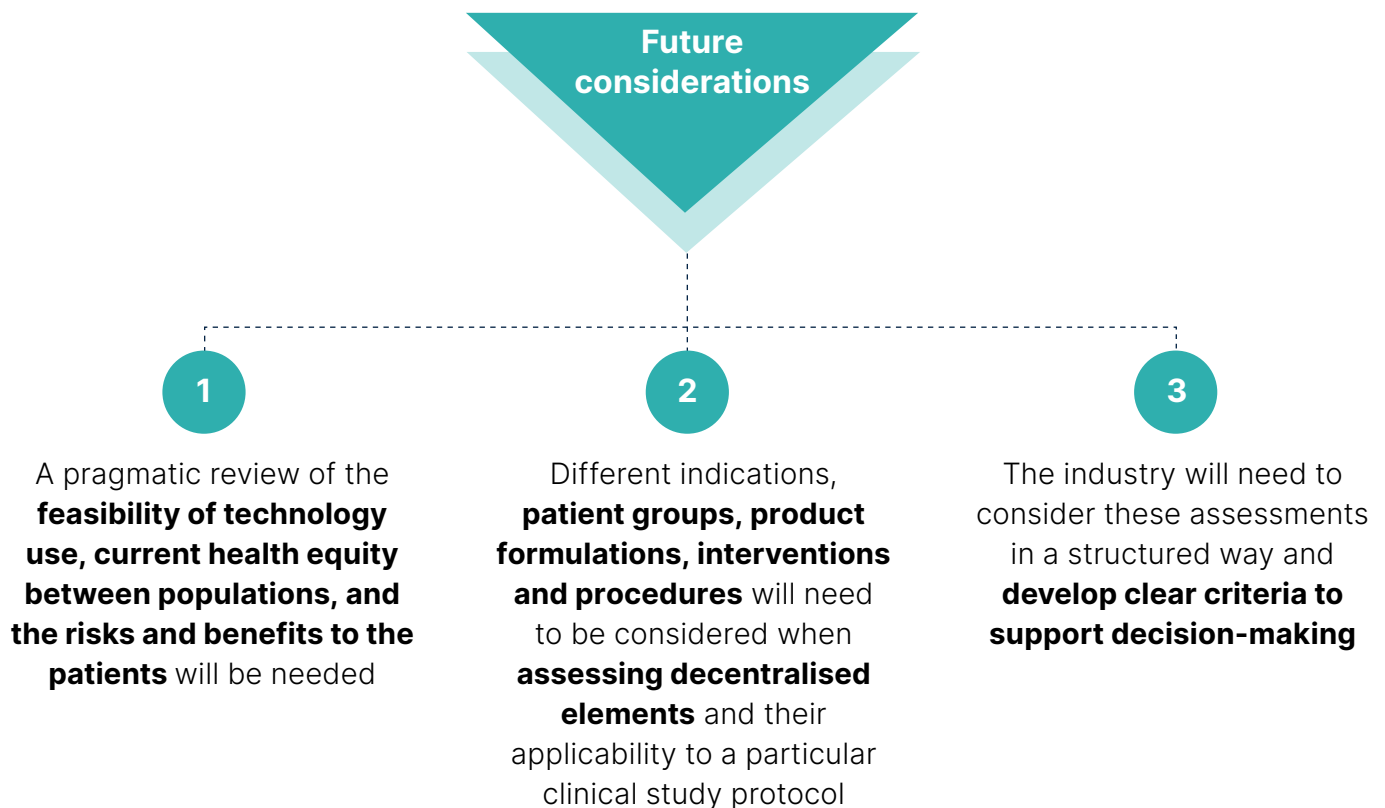 Future
considerations
1
A pragmatic review of the
feasibility of technology
use, current health equity
between populations, and
the risks and benefits to the
patients will be needed
2
Different indications,
patient groups, product
formulations, interventions
and procedures will need
to be considered when
assessing decentralised
elements and their
applicability to a particular
clinical study protocol
3
The industry will need to
consider these assessments
in a structured way and
develop clear criteria to
support decision-making